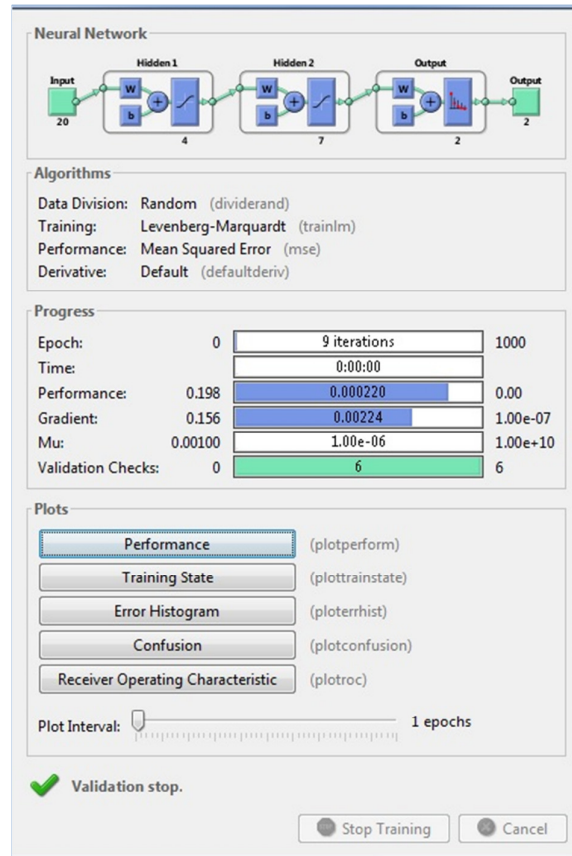 Neural Network
Hidden 1 Hidden 2 Output
Input Output
W W W
b b b
20 2
4 7 2
Algorithms
Data Division: Random (dividerand)
Training: Levenberg-Marquardt (trainlm)
Performance: Mean Squared Error (mse)
Derivative: Default (defaultderiv)
Progress
Epoch: 0 9 iterations 1000
Time: 0:00:00
Performance: 0.198 0.000220 0.00
Gradient: 0.156 0.00224 1.00e-07
Mu: 0.00100 1.00e-06 1.00e+10
Validation Checks: 0 6 6
Plots
Performance (plotperform)
Training State (plottrainstate)
Error Histogram (ploterrhist)
Confusion (plotconfusion)
Receiver Operating Characteristic (plotroc)
Plot Interval: 1 epochs
Validation stop.
Stop Training Cancel